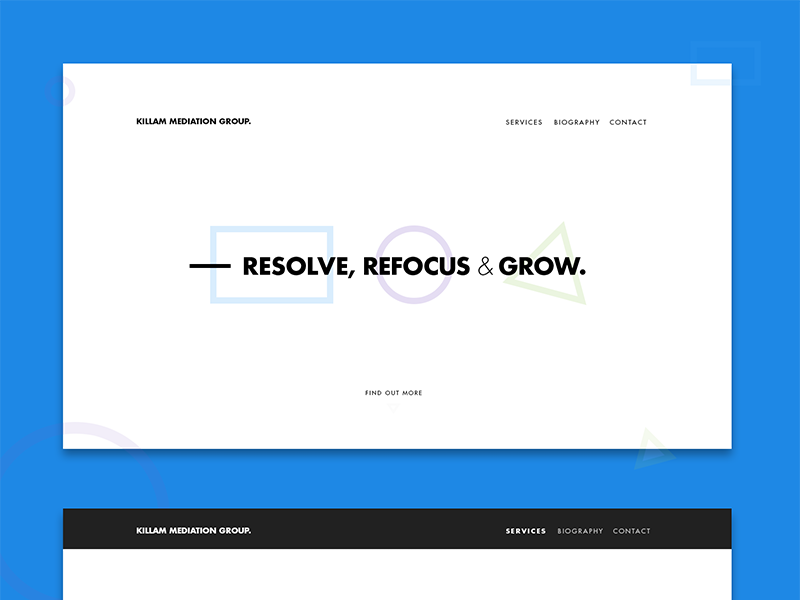 KILLAM MEDIATION GROUP.
SERVICES BIOGRAPHY CONTACT
RESOLVE, REFOCUS & GROW.
FIND OUT MORE
KILLAM MEDIATION GROUP.
SERVICES BIOGRAPHY CONTACT